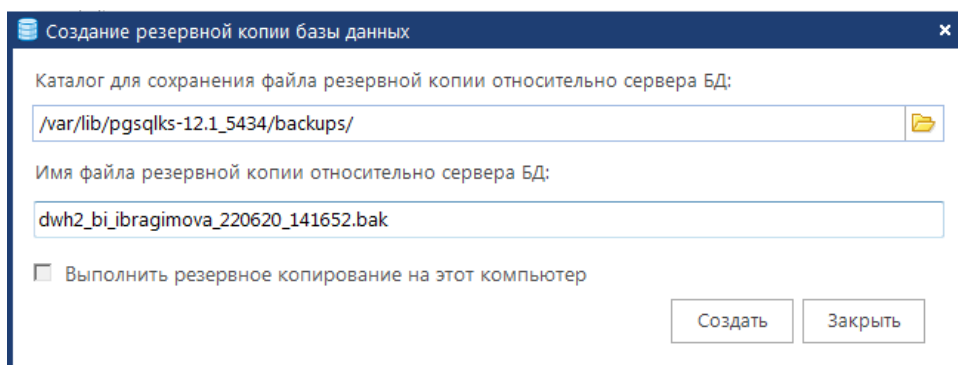 Создание резервной копии базы данных
Каталог для сохранения файла резервной копии относительно сервера БД:
/var/lib/pgsqlks-12.1_5434/backups/
Имя файла резервной копии относительно сервера БД:
dwh2_bi_ibragimova_220620_141652.bak
Выполнить резервное копирование на этот компьютер
Создать Закрыть